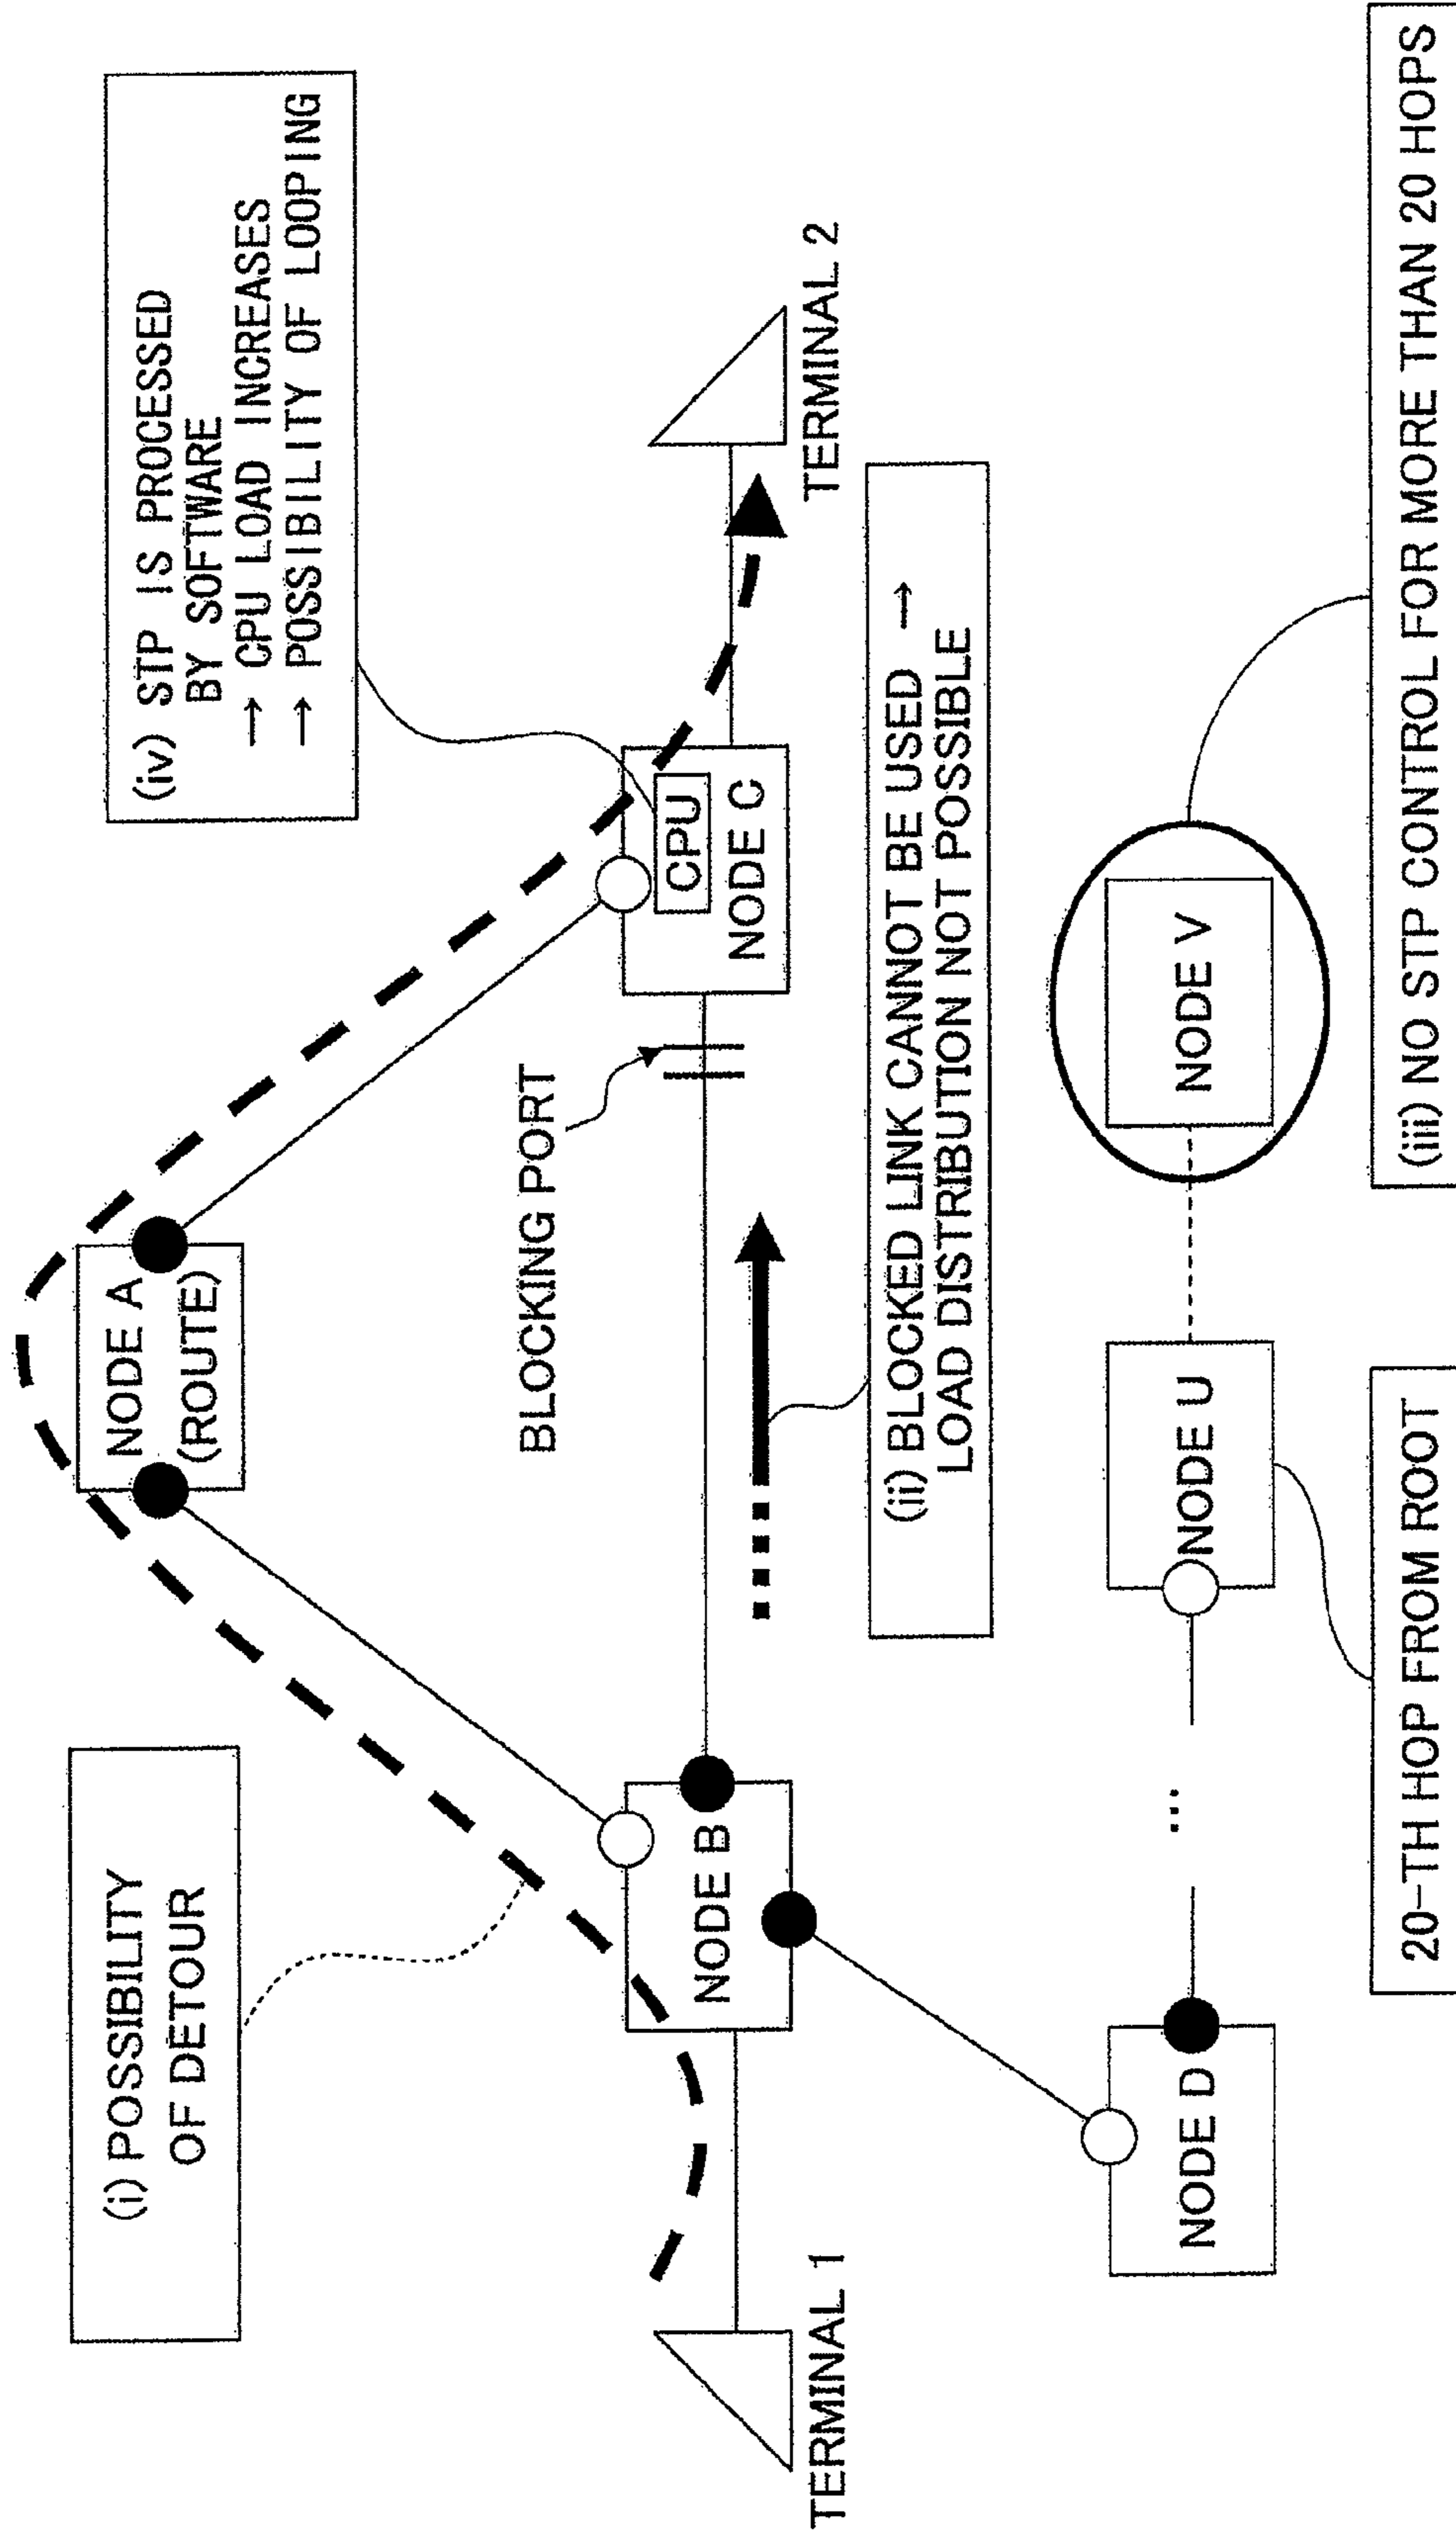 (i) POSSIBILITY
OF DETOUR
NODE A
(ROUTE)
(iv) STP IS PROCESSED
BY SOFTWARE
→ CPU LOAD INCREASES
→ POSSIBILITY OF LOOPING
BLOCKING PORT
TERMINAL 1
NODE B
CPU
NODE C
TERMINAL 2
(ii) BLOCKED LINK CANNOT BE USED →
LOAD DISTRIBUTION NOT POSSIBLE
NODE D
...
NODE U
NODE V
20-TH HOP FROM ROOT
(iii) NO STP CONTROL FOR MORE THAN 20 HOPS